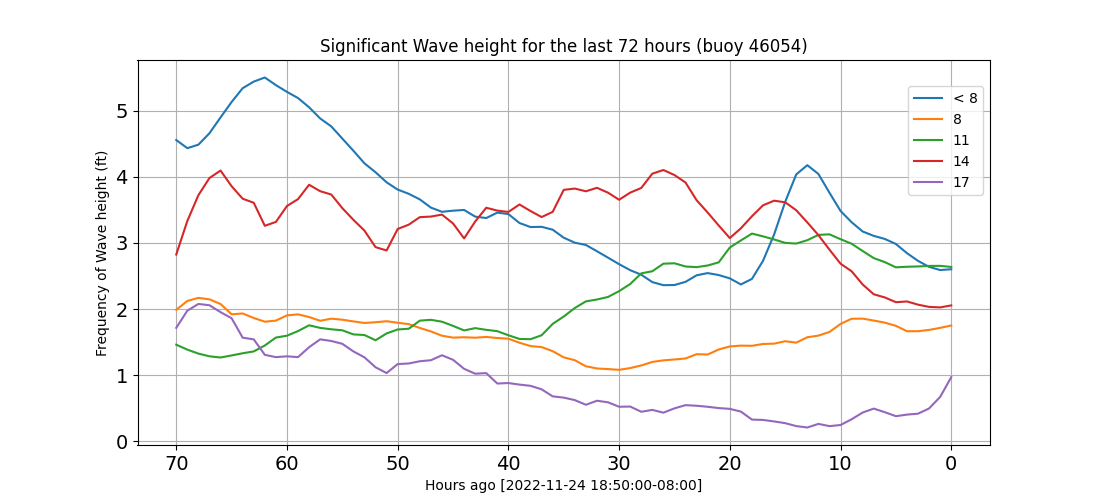 Significant Wave height for the last 72 hours (buoy 46054)
Frequency of Wave height (ft)
5
4
3
2
1
0
< 8
8
11
14
17
70 60 50 40 30 20 10 0
Hours ago [2022-11-24 18:50:00-08:00]